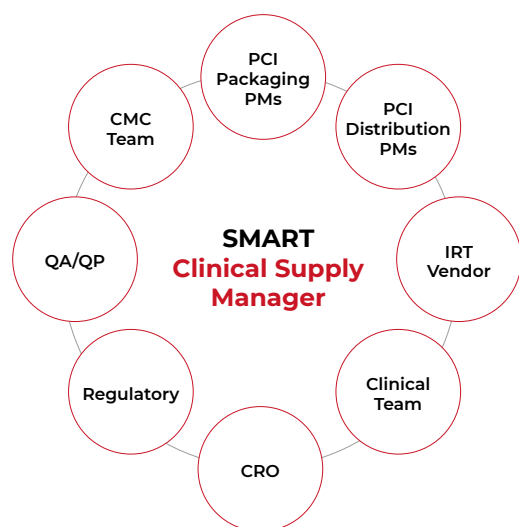 PCI
Packaging
PMs
PCI
Distribution
PMs
CMC
Team
SMART
Clinical Supply
Manager
QA/QP
IRT
Vendor
Regulatory
Clinical
Team
CRO